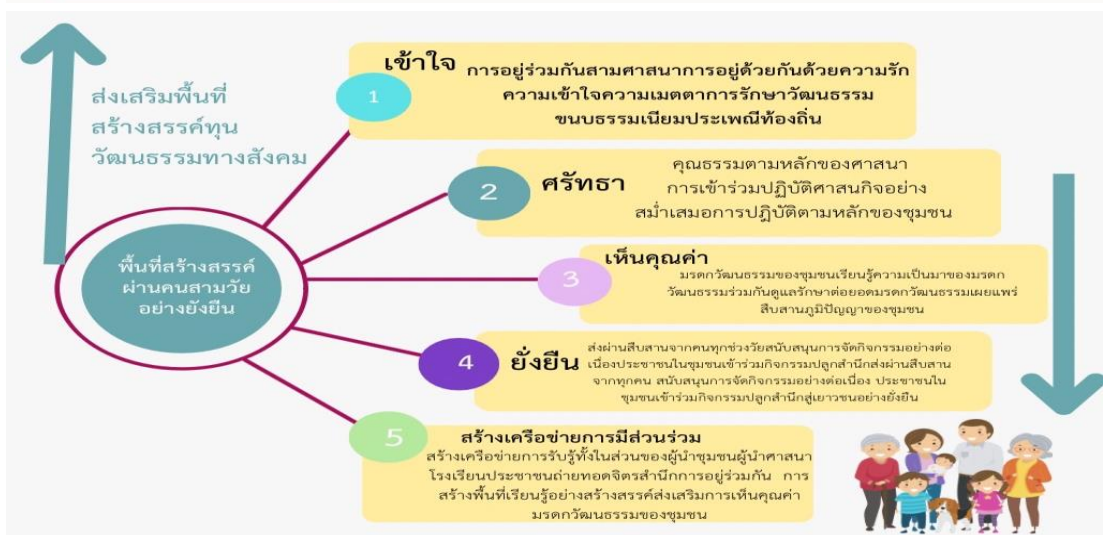 ส่งเสริมพื้นที่
สร้างสรรค์ทุน
วัฒนธรรมทางสังคม
พื้นที่สร้างสรรค์
ผ่านคนสามวัย
อย่างยั่งยืน
1
เข้าใจ
การอยู่ร่วมกันสามศาสนาการอยู่ด้วยกันด้วยความรัก
ความเข้าใจความเมตตาการรักษาวัฒนธรรม
ขนบธรรมเนียมประเพณีท้องถิ่น
2
ศรัทธา
คุณธรรมตามหลักของศาสนา
การเข้าร่วมปฏิบัติศาสนกิจอย่าง
สม่ำเสมอการปฏิบัติตามหลักของชุมชน
3
เห็นคุณค่า
มรดกวัฒนธรรมของชุมชนเรียนรู้ความเป็นมาของมรดก
วัฒนธรรมร่วมกันดูแลรักษาต่อยอดมรดกวัฒนธรรมเผยแพร่
สืบสานภูมิปัญญาของชุมชน
4
ยั่งยืน
ส่งผ่านสืบสานจากคนทุกช่วงวัยสนับสนุนการจัดกิจกรรมอย่างต่อ
เนื่องประชาชนในชุมชนเข้าร่วมกิจกรรมปลูกสำนึกส่งผ่านสืบสาน
จากทุกคน สนับสนุนการจัดกิจกรรมอย่างต่อเนื่อง ประชาชนใน
ชุมชนเข้าร่วมกิจกรรมปลูกสำนึกสู่เยาวชนอย่างยั่งยืน
5
สร้างเครือข่ายการมีส่วนร่วม
สร้างเครือข่ายการรับรู้ทั้งในส่วนของผู้นำชุมชนผู้นำศาสนา
โรงเรียนประชาชนถ่ายทอดจิตรสำนึกการอยู่ร่วมกัน การ
สร้างพื้นที่เรียนรู้อย่างสร้างสรรค์ส่งเสริมการเห็นคุณค่า
มรดกวัฒนธรรมของชุมชน